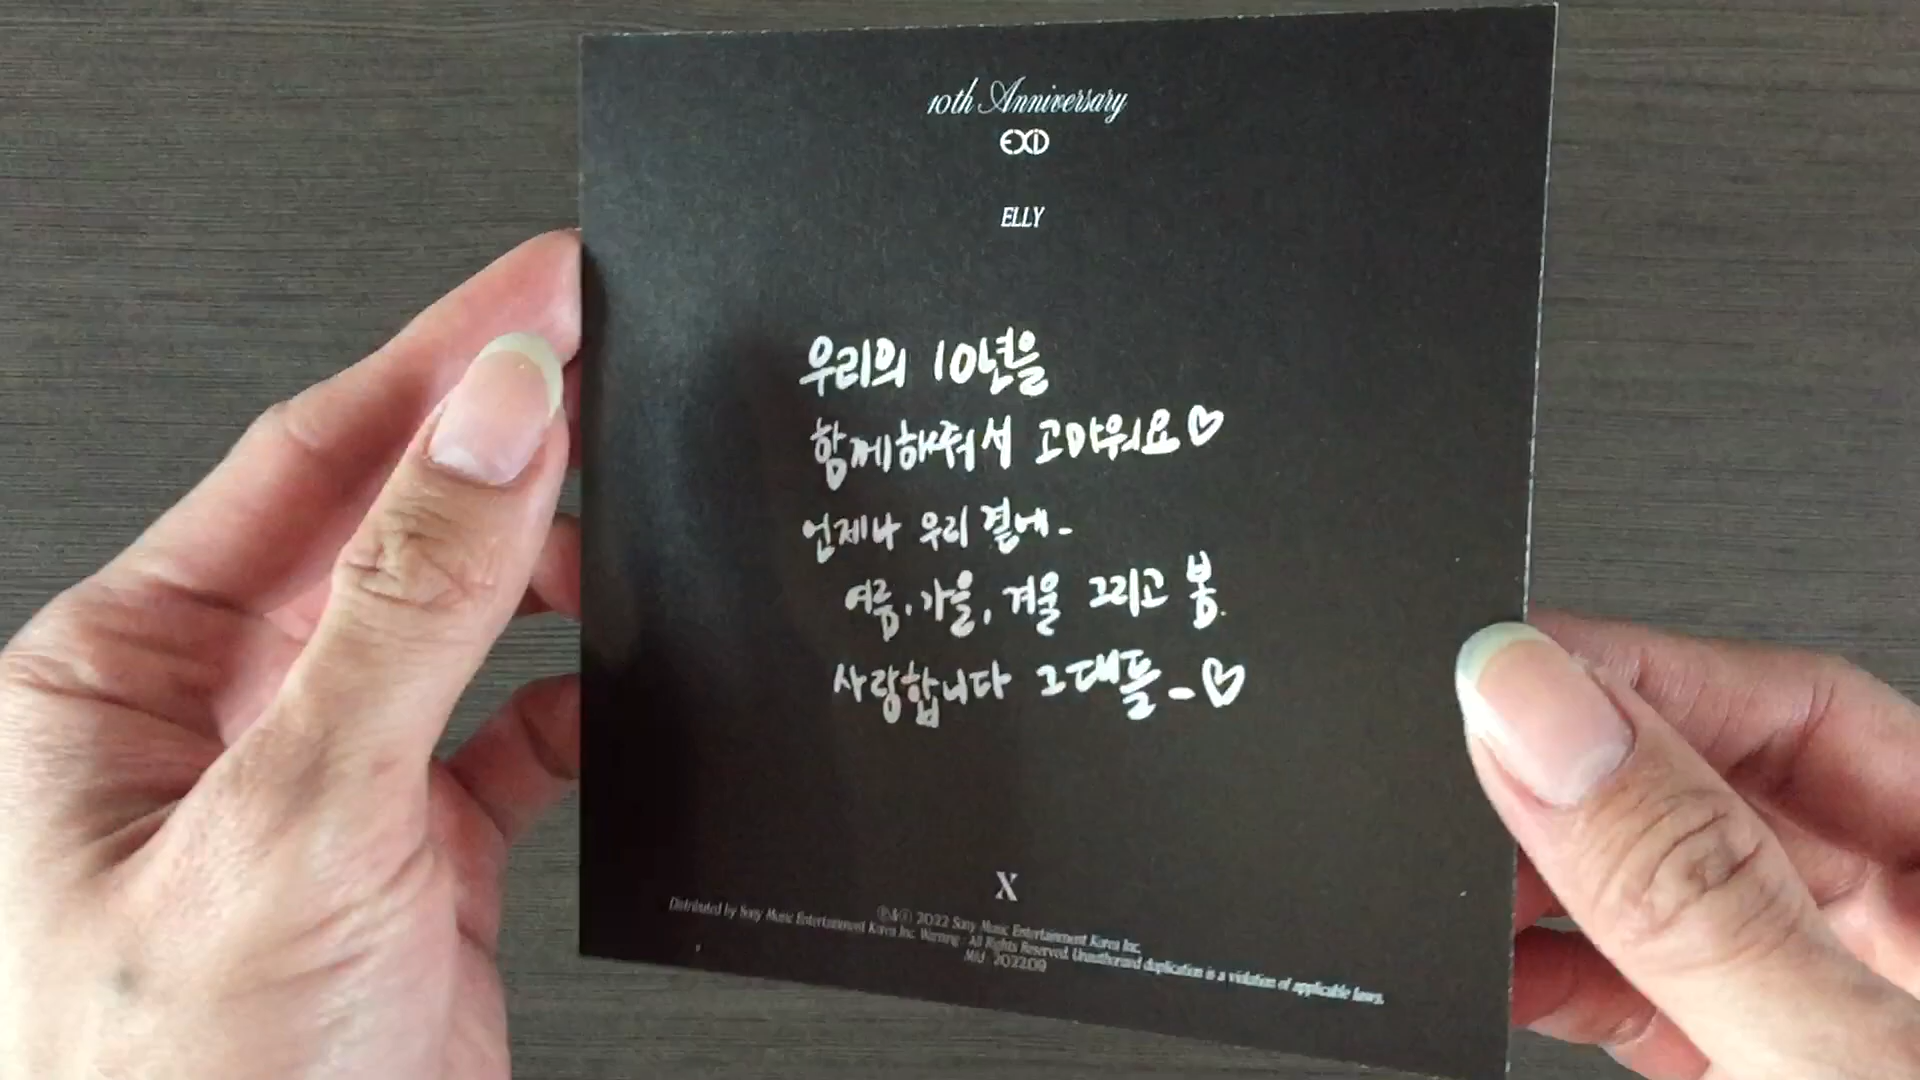 10th Anniversary
EXID
ELLY
우리의 10년을
함께해줘서 고마워요♡
언제나 우리 곁에-
여름, 가을, 겨울 그리고 봄.
사랑합니다 그대들-♡
X
Ⓟ&ⓒ 2022 Sony Music Entertainment Korea Inc.
Distributed by Sony Music Entertainment Korea Inc. Warning : All Rights Reserved. Unauthorized duplication is a violation of applicable laws.
2022.09